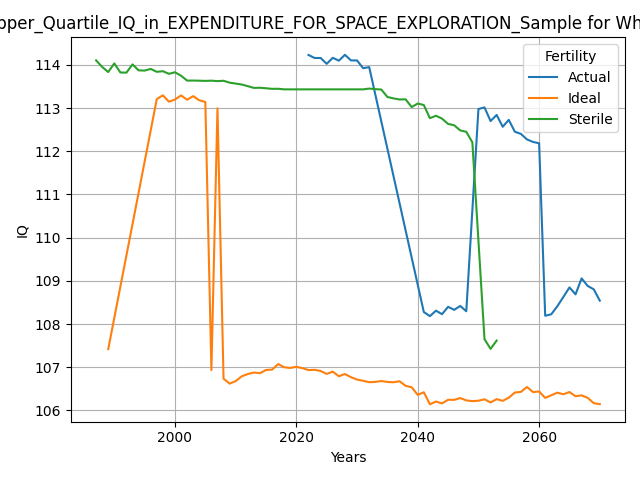 pper_Quartile_IQ_in_EXPENDITURE_FOR_SPACE_EXPLORATION_Sample for Wh
Fertility
Actual
Ideal
Sterile
114
113
112
111
110
109
108
107
106
IQ
2000
2020
2040
2060
Years